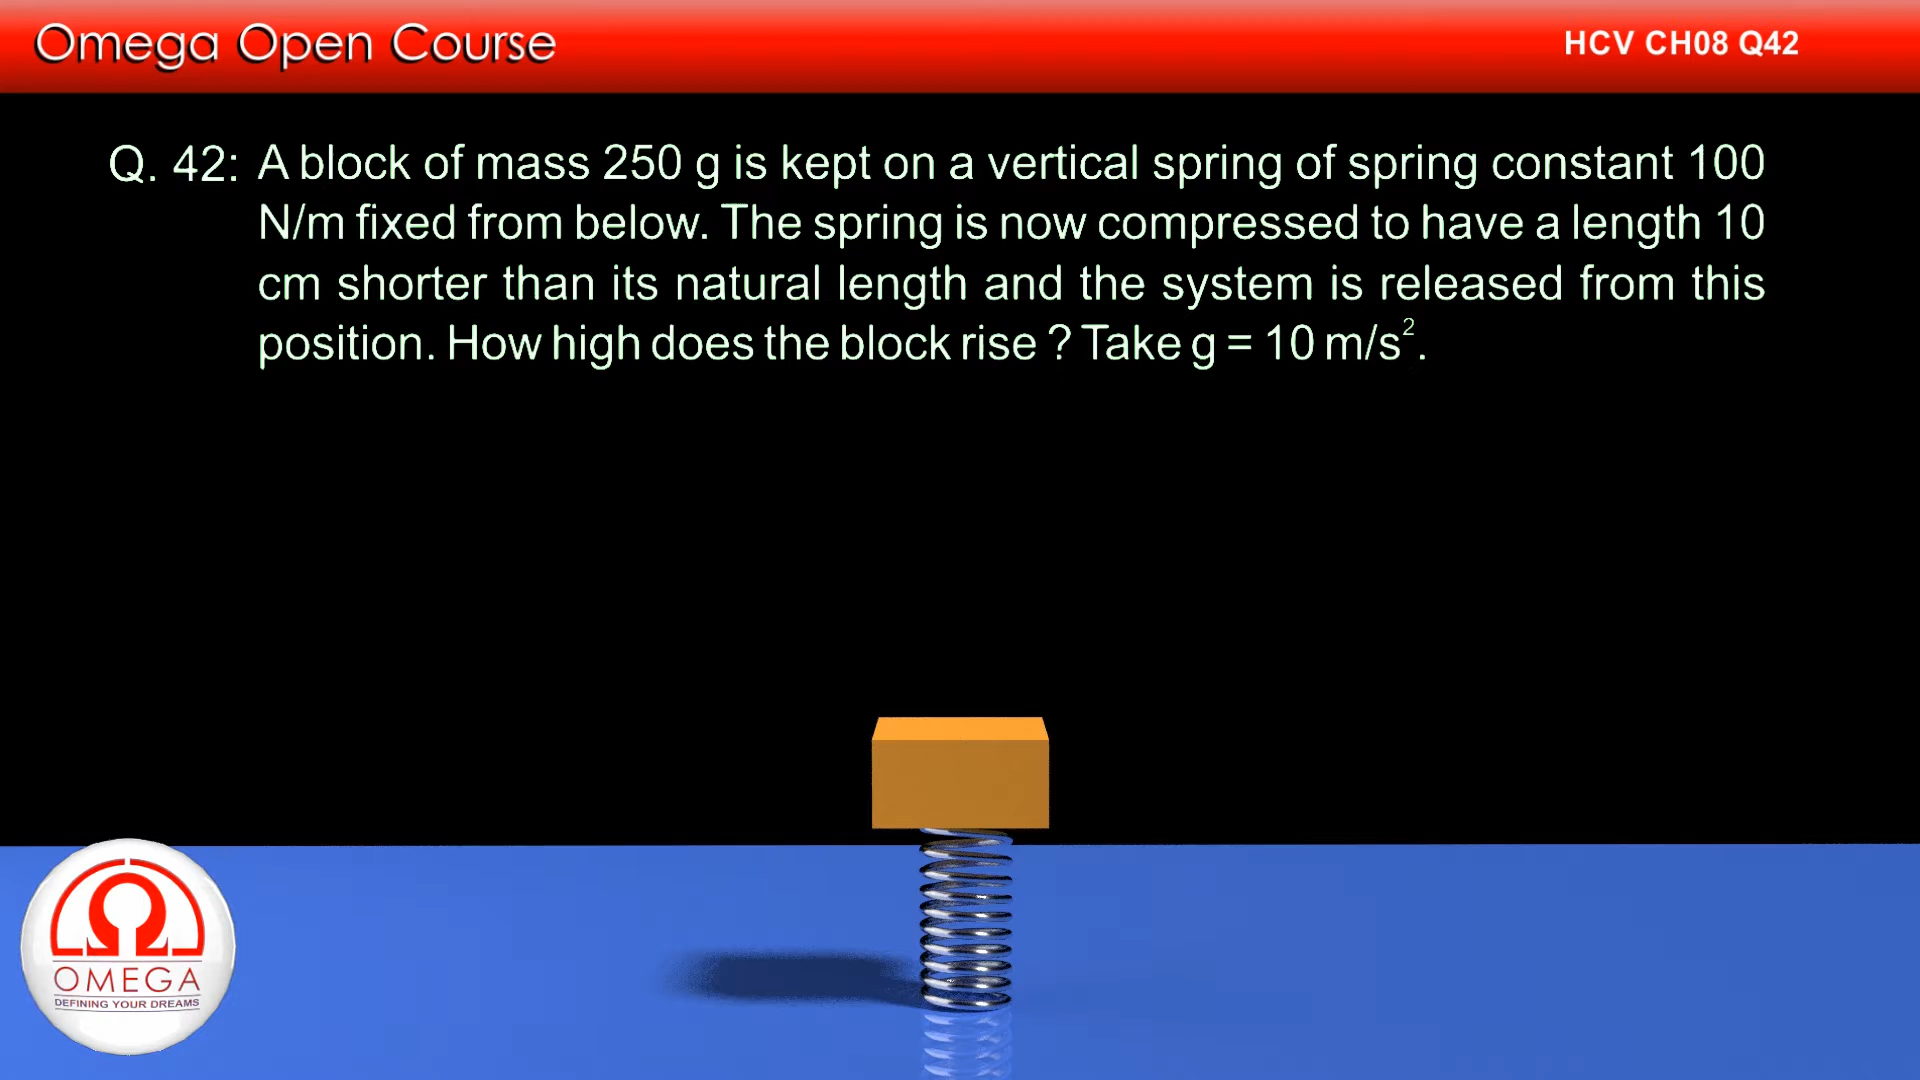 Omega Open Course
HCV CH08 Q42
Q. 42: A block of mass 250 g is kept on a vertical spring of spring constant 100
N/m fixed from below. The spring is now compressed to have a length 10
cm shorter than its natural length and the system is released from this
position. How high does the block rise ? Take g = 10 m/s².
OMEGA
DEFINING YOUR DREAMS